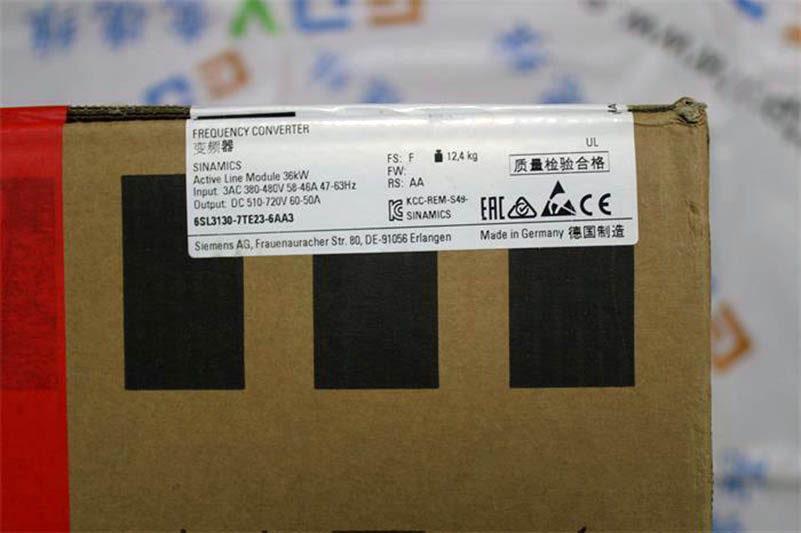 FREQUENCY CONVERTER
变频器
SINAMICS
Active Line Module 36kW
Input: 3AC 380-480V 58-46A 47-63Hz
Output: DC 510-720V 60-50A
6SL3130-7TE23-6AA3
FS: F 12,4 kg
FW:
RS: AA
UL
质量检验合格
KCC-REM-S49-
SINAMICS
EAC CE
Siemens AG, Frauenauracher Str. 80, DE-91056 Erlangen
Made in Germany 德国制造